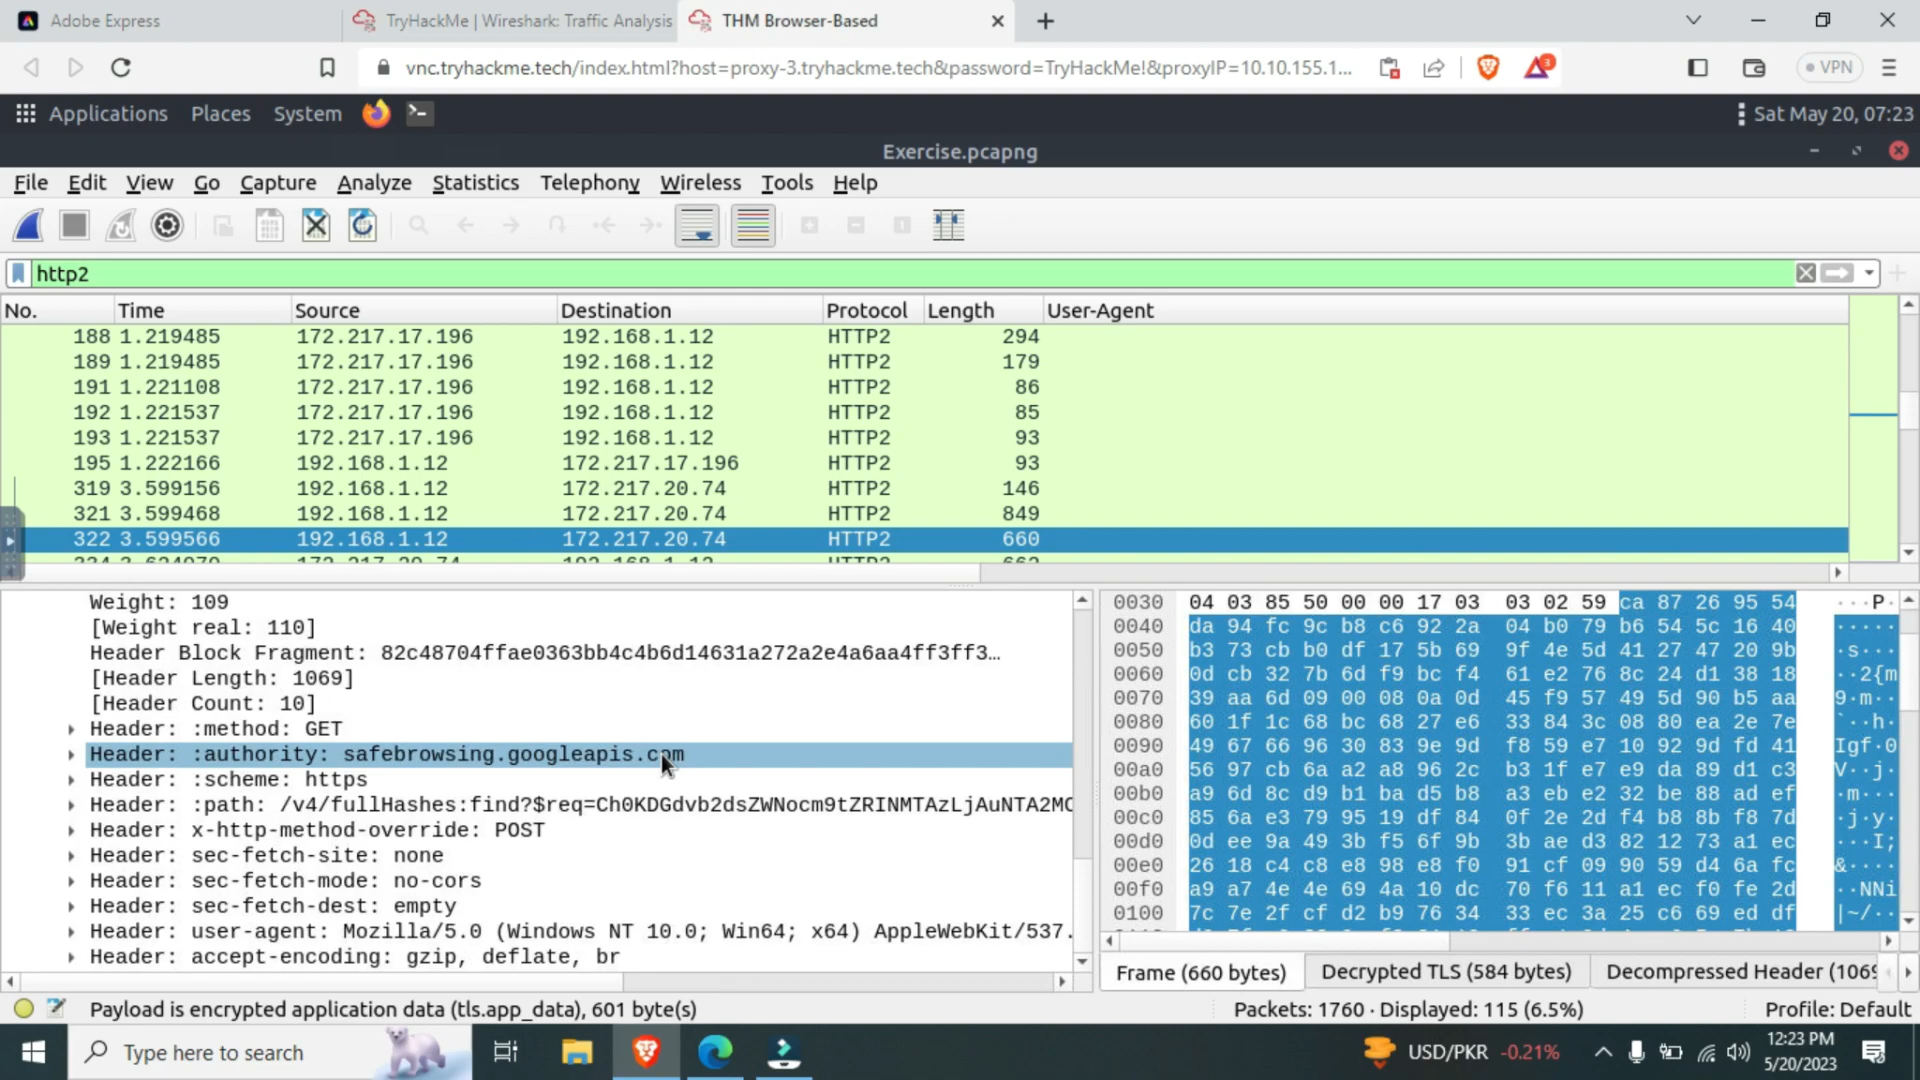 Adobe Express
TryHackMe | Wireshark: Traffic Analysis
THM Browser-Based
vnc.tryhackme.tech/index.html?host=proxy-3.tryhackme.tech&password=TryHackMe!&proxyIP=10.10.155.1...
3
VPN
Applications Places System
Sat May 20, 07:23
Exercise.pcapng
File Edit View Go Capture Analyze Statistics Telephony Wireless Tools Help
http2
No. Time Source Destination Protocol Length User-Agent
188 1.219485 172.217.17.196 192.168.1.12 HTTP2 294
189 1.219485 172.217.17.196 192.168.1.12 HTTP2 179
191 1.221108 172.217.17.196 192.168.1.12 HTTP2 86
192 1.221537 172.217.17.196 192.168.1.12 HTTP2 85
193 1.221537 172.217.17.196 192.168.1.12 HTTP2 93
195 1.222166 192.168.1.12 172.217.17.196 HTTP2 93
319 3.599156 192.168.1.12 172.217.20.74 HTTP2 146
321 3.599468 192.168.1.12 172.217.20.74 HTTP2 849
322 3.599566 192.168.1.12 172.217.20.74 HTTP2 660
Weight: 109
[Weight real: 110]
Header Block Fragment: 82c48704ffae0363bb4c4b6d14631a272a2e4a6aa4ff3ff3…
[Header Length: 1069]
[Header Count: 10]
Header: :method: GET
Header: :authority: safebrowsing.googleapis.com
Header: :scheme: https
Header: :path: /v4/fullHashes:find?$req=Ch0KDGdvb2dsZWNocm9tZRINMTAzLjAuNTA2MC
Header: x-http-method-override: POST
Header: sec-fetch-site: none
Header: sec-fetch-mode: no-cors
Header: sec-fetch-dest: empty
Header: user-agent: Mozilla/5.0 (Windows NT 10.0; Win64; x64) AppleWebKit/537.
Header: accept-encoding: gzip, deflate, br
0030 04 03 85 50 00 00 17 03 03 02 59 ca 87 26 95 54 ···P·
0040 da 94 fc 9c b8 c6 92 2a 04 b0 79 b6 54 5c 16 40 ·····
0050 b3 73 cb b0 df 17 5b 69 9f 4e 5d 41 27 47 20 9b ·s···
0060 0d cb 32 7b 6d f9 bc f4 61 e2 76 8c 24 d1 38 18 ··2{m
0070 39 aa 6d 09 00 08 0a 0d 45 f9 57 49 5d 90 b5 aa 9·m··
0080 60 1f 1c 68 bc 68 27 e6 33 84 3c 08 80 ea 2e 7e `··h·
0090 49 67 66 96 30 83 9e 9d f8 59 e7 10 92 9d fd 41 Igf·0
00a0 56 97 cb 6a a2 a8 96 2c b3 1f e7 e9 da 89 d1 c3 V··j·
00b0 a9 6d 8c d9 b1 ba d5 b8 a3 eb e2 32 be 88 ad ef ·m···
00c0 85 6a e3 79 95 19 df 84 0f 2e 2d f4 b8 8b f8 7d ·j·y·
00d0 0d ee 9a 49 3b f5 6f 9b 3b ae d3 82 12 73 a1 ec ···I;
00e0 26 18 c4 c8 e8 98 e8 f0 91 cf 09 90 59 d4 6a fc &····
00f0 a9 a7 4e 4e 69 4a 10 dc 70 f6 11 a1 ec f0 fe 2d ··NNi
0100 7c 7e 2f cf d2 b9 76 34 33 ec 3a 25 c6 69 ed df |~/··
Frame (660 bytes) Decrypted TLS (584 bytes) Decompressed Header (1069
Payload is encrypted application data (tls.app_data), 601 byte(s)
Packets: 1760 · Displayed: 115 (6.5%)
Profile: Default
Type here to search
USD/PKR -0.21%
12:23 PM
5/20/2023